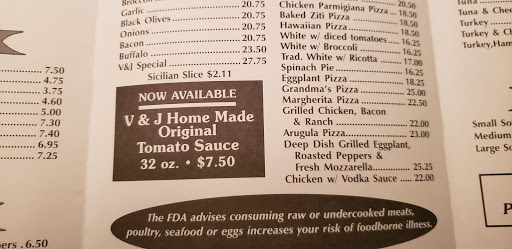 7.50
4.75
3.75
4.60
5.00
7.30
7.40
6.95
7.25
.6.50
Garlic 20.75
Black Olives 20.75
Onions 20.75
Bacon 20.75
Buffalo 23.50
V&J Special 27.75
Sicilian Slice $2.11
NOW AVAILABLE
V & J Home Made
Original
Tomato Sauce
32 oz. • $7.50
Chicken Parmigiana Pizza .. 20.50
Baked Ziti Pizza 18.50
Hawaiian Pizza 18.50
White w/ diced tomatoes 16.25
White w/ Broccoli 16.25
Trad. White w/ Ricotta 17.00
Spinach Pie 16.25
Eggplant Pizza 18.25
Grandma's Pizza 25.00
Margherita Pizza 22.50
Grilled Chicken, Bacon
& Ranch 22.00
Arugula Pizza 23.00
Deep Dish Grilled Eggplant,
Roasted Peppers &
Fresh Mozzarella 25.25
Chicken w/ Vodka Sauce ..... 22.00
The FDA advises consuming raw or undercooked meats,
poultry, seafood or eggs increases your risk of foodborne illness.
Tuna & Chee
Turkey
Turkey & Ch
Turkey, Ham
Small So
Medium
Large So
P